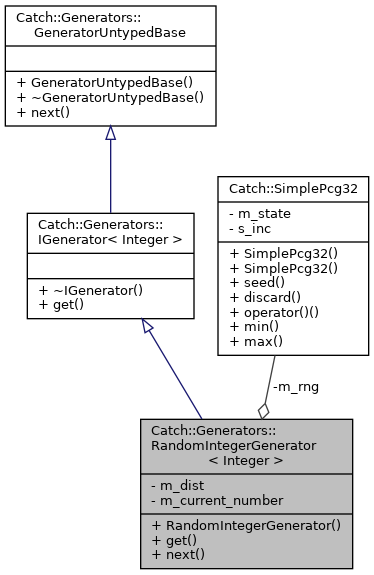 Catch::Generators::
GeneratorUntypedBase
+ GeneratorUntypedBase()
+ ~GeneratorUntypedBase()
+ next()
Catch::Generators::
IGenerator< Integer >
+ ~IGenerator()
+ get()
Catch::SimplePcg32
- m_state
- s_inc
+ SimplePcg32()
+ SimplePcg32()
+ seed()
+ discard()
+ operator()()
+ min()
+ max()
-m_rng
Catch::Generators::
RandomIntegerGenerator
< Integer >
- m_dist
- m_current_number
+ RandomIntegerGenerator()
+ get()
+ next()